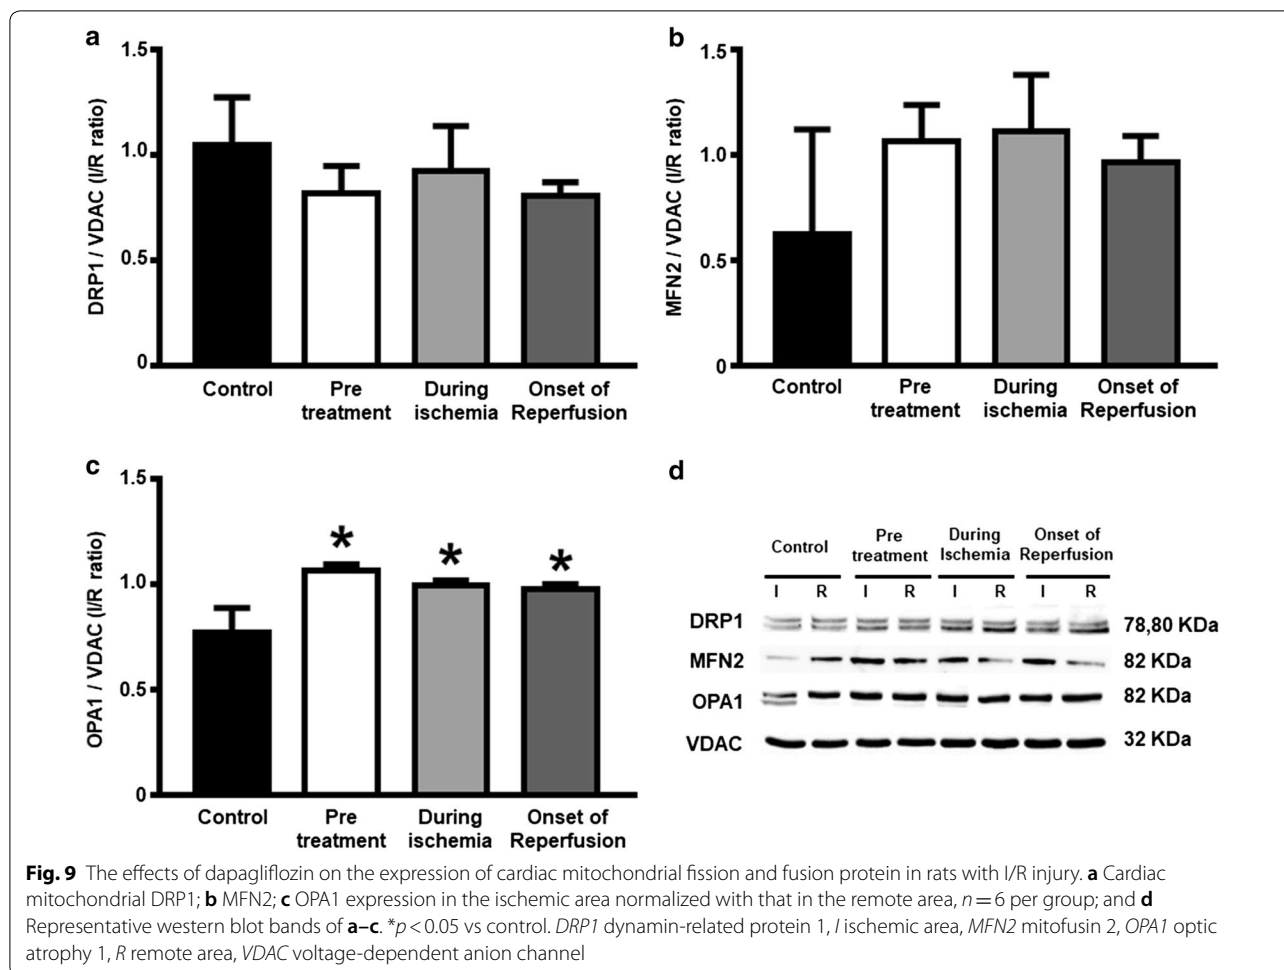 a
1.5
1.0
0.5
0
DRP1 / VDAC (I/R ratio)
Control
Pre treatment
During ischemia
Onset of Reperfusion
b
1.5
1.0
0.5
0
MFN2 / VDAC (I/R ratio)
Control
Pre treatment
During ischemia
Onset of Reperfusion
c
1.5
1.0
0.5
0
OPA1 / VDAC (I/R ratio)
* * *
Control
Pre treatment
During ischemia
Onset of Reperfusion
d
Control
Pre treatment
During Ischemia
Onset of Reperfusion
I R I R I R I R
DRP1 78,80 KDa
MFN2 82 KDa
OPA1 82 KDa
VDAC 32 KDa
Fig. 9 The effects of dapagliflozin on the expression of cardiac mitochondrial fission and fusion protein in rats with I/R injury. a Cardiac
mitochondrial DRP1; b MFN2; c OPA1 expression in the ischemic area normalized with that in the remote area, n = 6 per group; and d
Representative western blot bands of a–c. *p < 0.05 vs control. DRP1 dynamin-related protein 1, I ischemic area, MFN2 mitofusin 2, OPA1 optic
atrophy 1, R remote area, VDAC voltage-dependent anion channel